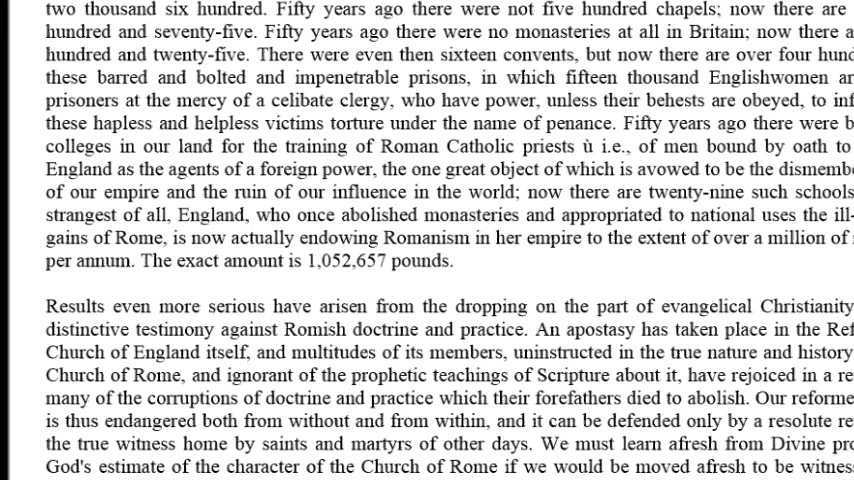 two thousand six hundred. Fifty years ago there were not five hundred chapels; now there are
hundred and seventy-five. Fifty years ago there were no monasteries at all in Britain; now there a
hundred and twenty-five. There were even then sixteen convents, but now there are over four hund
these barred and bolted and impenetrable prisons, in which fifteen thousand Englishwomen ar
prisoners at the mercy of a celibate clergy, who have power, unless their behests are obeyed, to inf
these hapless and helpless victims torture under the name of penance. Fifty years ago there were b
colleges in our land for the training of Roman Catholic priests ù i.e., of men bound by oath to
England as the agents of a foreign power, the one great object of which is avowed to be the dismembe
of our empire and the ruin of our influence in the world; now there are twenty-nine such schools
strangest of all, England, who once abolished monasteries and appropriated to national uses the ill-
gains of Rome, is now actually endowing Romanism in her empire to the extent of over a million of
per annum. The exact amount is 1,052,657 pounds.
Results even more serious have arisen from the dropping on the part of evangelical Christianity
distinctive testimony against Romish doctrine and practice. An apostasy has taken place in the Ref
Church of England itself, and multitudes of its members, uninstructed in the true nature and history
Church of Rome, and ignorant of the prophetic teachings of Scripture about it, have rejoiced in a re
many of the corruptions of doctrine and practice which their forefathers died to abolish. Our reforme
is thus endangered both from without and from within, and it can be defended only by a resolute re
the true witness home by saints and martyrs of other days. We must learn afresh from Divine pro
God's estimate of the character of the Church of Rome if we would be moved afresh to be witness